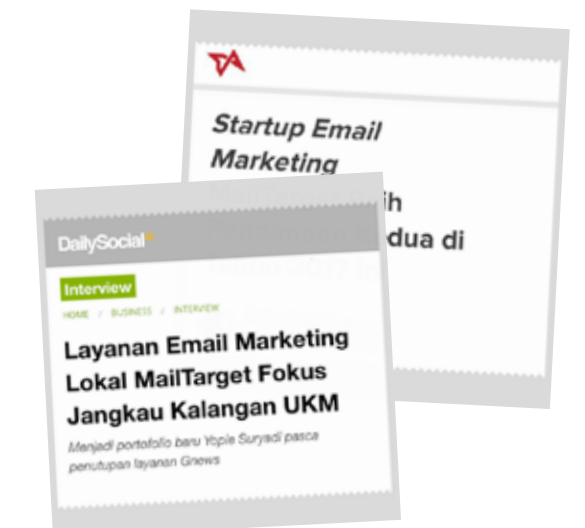 Startup Email
Marketing
ih
dua di
DailySocial
Interview
HOME / BUSINESS / INTERVIEW
Layanan Email Marketing
Lokal MailTarget Fokus
Jangkau Kalangan UKM
Menjadi portofolio baru Yopie Suryadi pasca
penutupan layanan Gnews